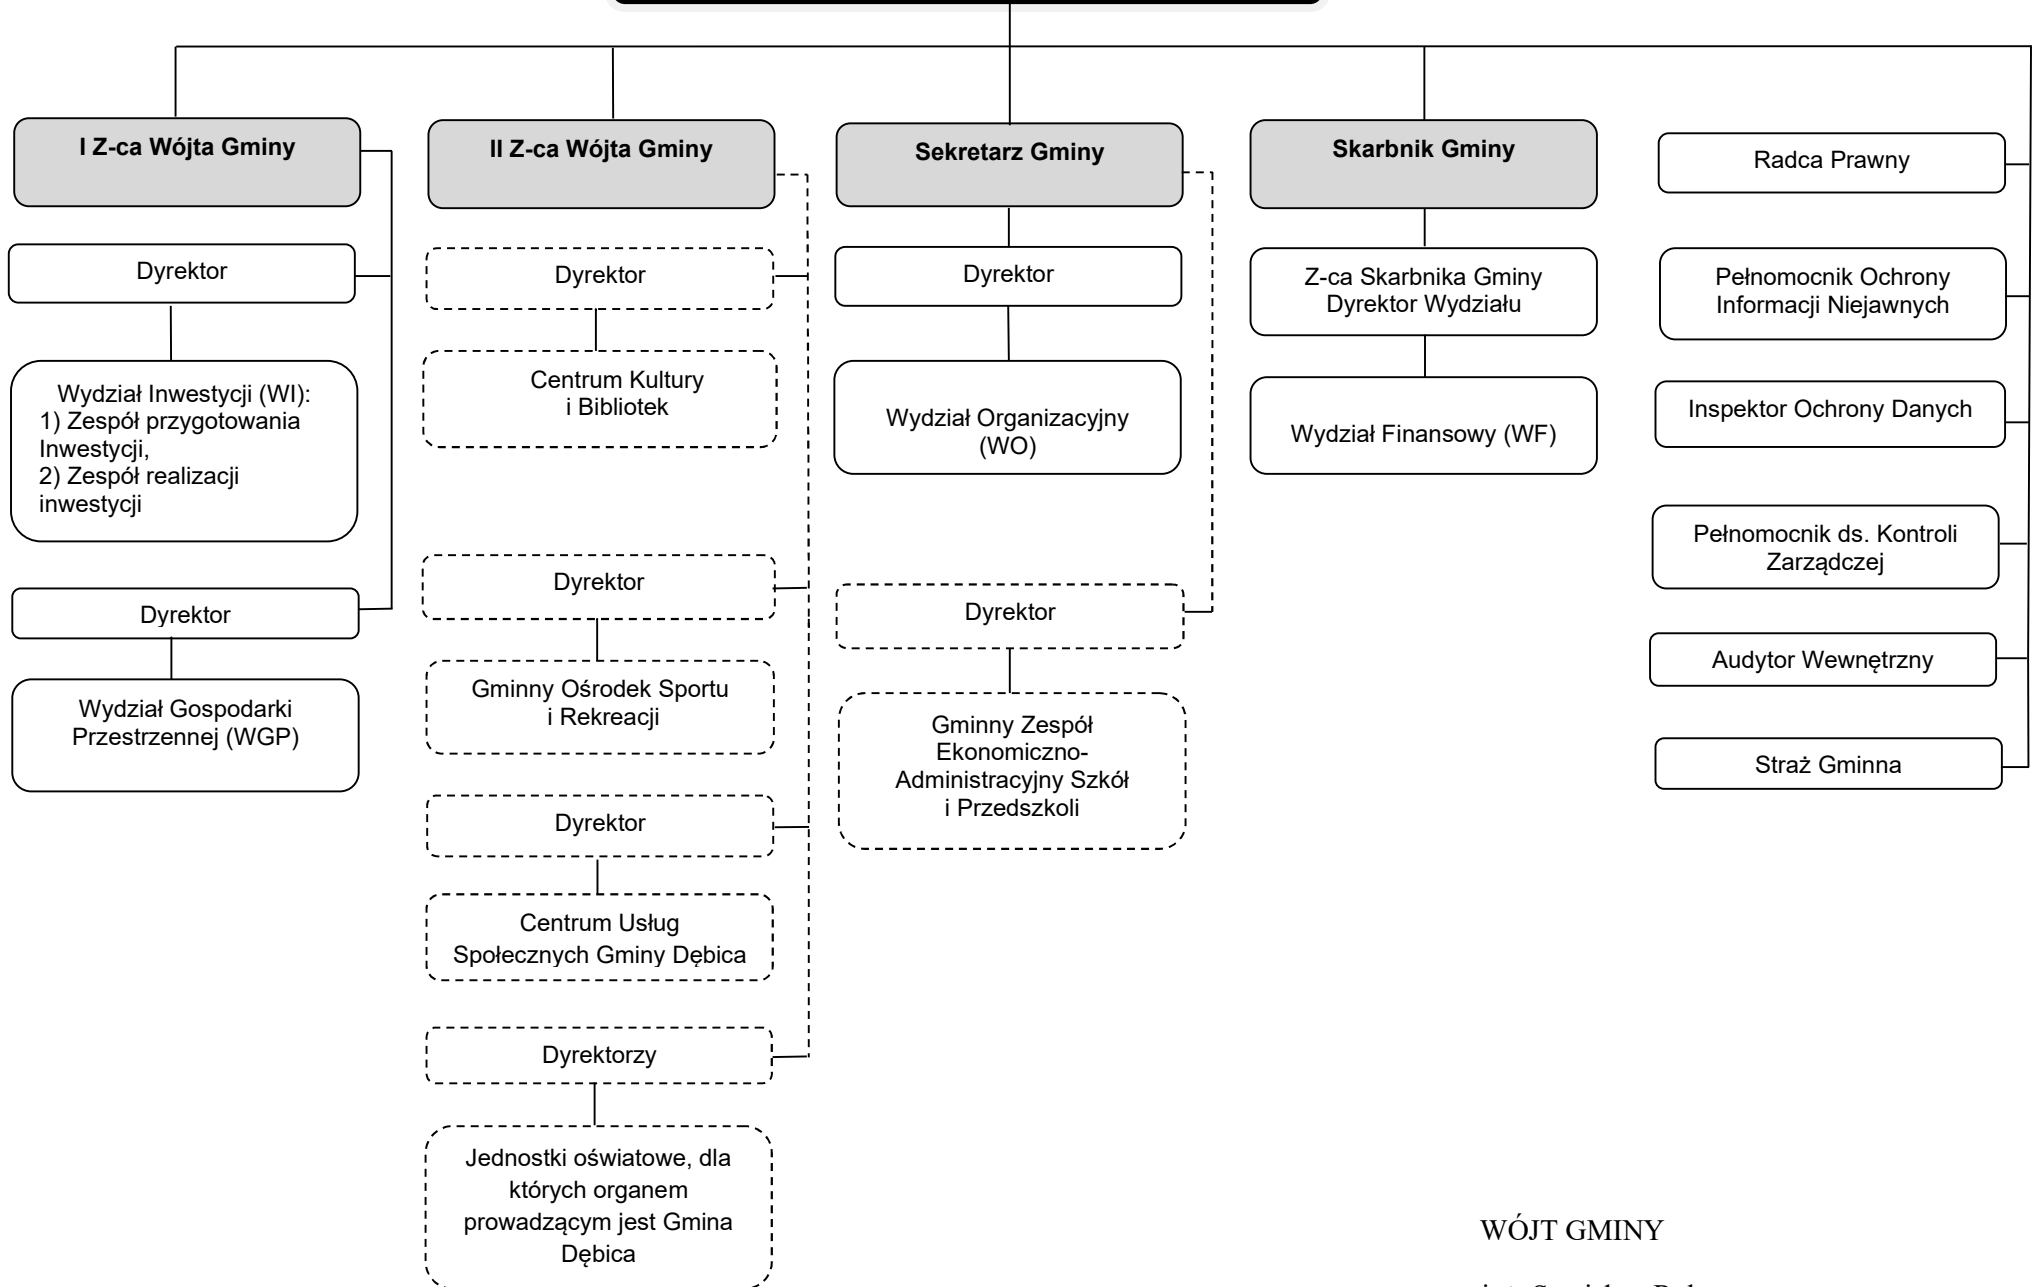 I Z-ca Wójta Gminy
Dyrektor
Wydział Inwestycji (WI):
1) Zespół przygotowania
Inwestycji,
2) Zespół realizacji
inwestycji
Dyrektor
Wydział Gospodarki
Przestrzennej (WGP)
II Z-ca Wójta Gminy
Dyrektor
Centrum Kultury
i Bibliotek
Dyrektor
Gminny Ośrodek Sportu
i Rekreacji
Dyrektor
Centrum Usług
Społecznych Gminy Dębica
Dyrektorzy
Jednostki oświatowe, dla
których organem
prowadzącym jest Gmina
Dębica
Sekretarz Gminy
Dyrektor
Wydział Organizacyjny
(WO)
Dyrektor
Gminny Zespół
Ekonomiczno-
Administracyjny Szkół
i Przedszkoli
Skarbnik Gminy
Z-ca Skarbnika Gminy
Dyrektor Wydziału
Wydział Finansowy (WF)
Radca Prawny
Pełnomocnik Ochrony
Informacji Niejawnych
Inspektor Ochrony Danych
Pełnomocnik ds. Kontroli
Zarządczej
Audytor Wewnętrzny
Straż Gminna
WÓJT GMINY